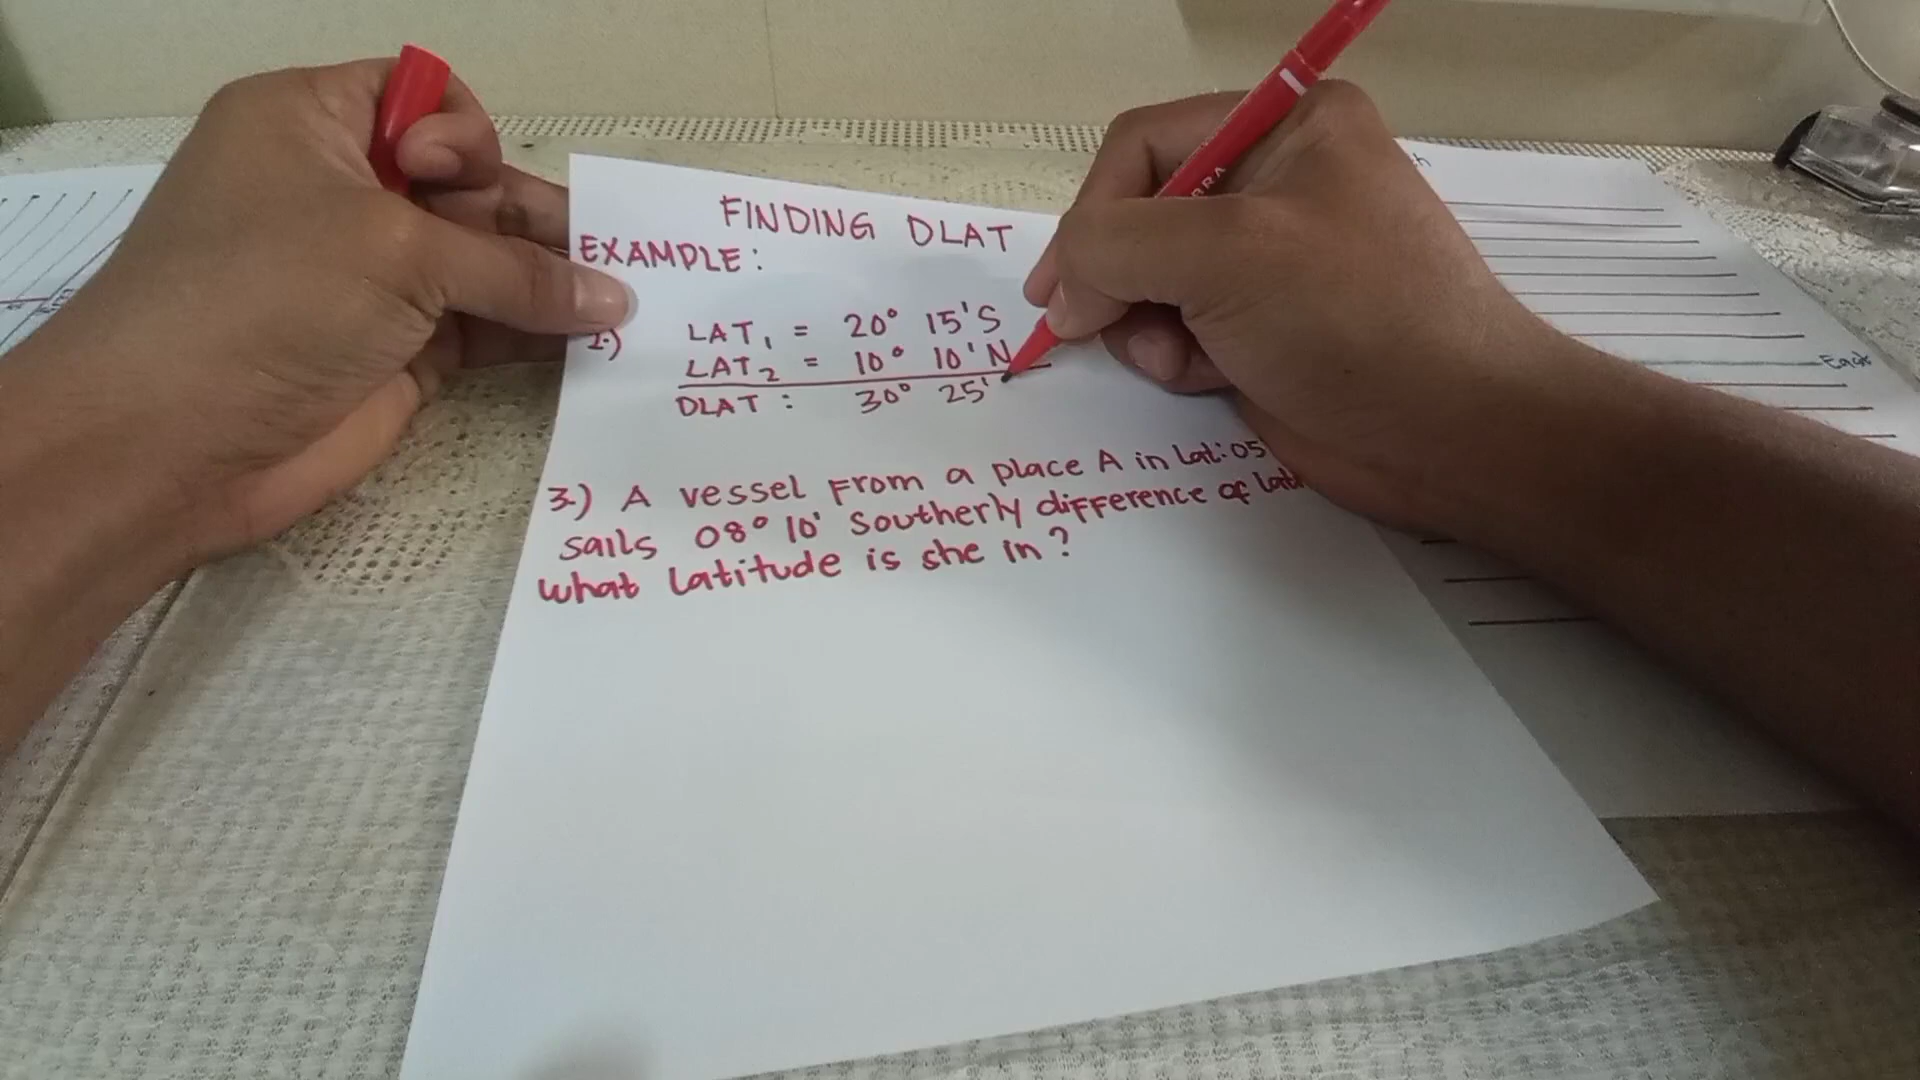 FINDING DLAT
EXAMPLE:
2.) LAT1 = 20° 15'S
LAT2 = 10° 10'N
DLAT : 30° 25'
3.) A vessel From a place A in Lat: 05
sails 08° 10' Southerly difference of
what Latitude is she in?
East